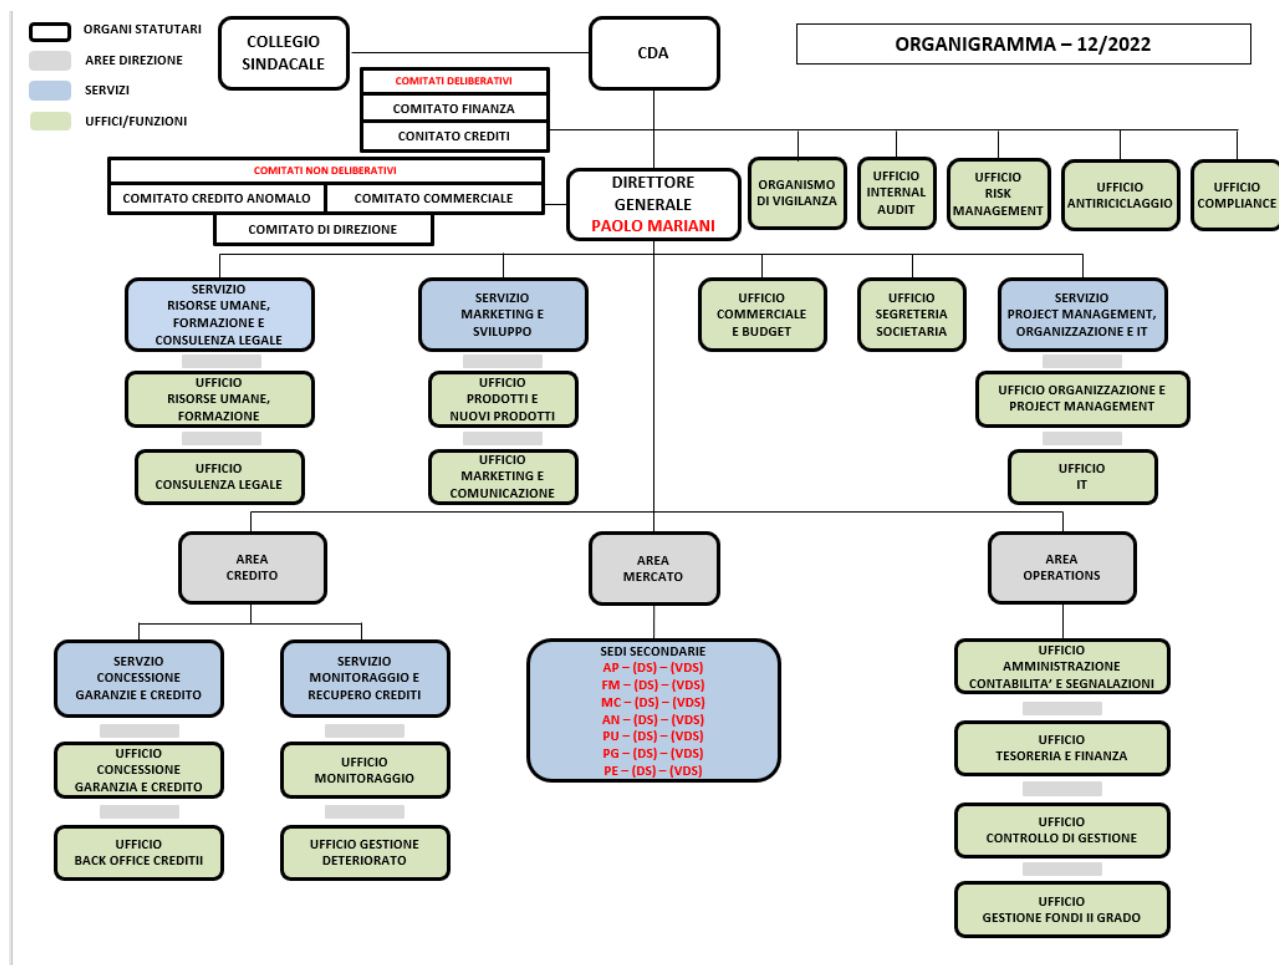 ORGANI STATUTARI
AREE DIREZIONE
SERVIZI
UFFICI/FUNZIONI
COLLEGIO
SINDACALE
CDA
ORGANIGRAMMA – 12/2022
COMITATI DELIBERATIVI
COMITATO FINANZA
CONITATO CREDITI
COMITATI NON DELIBERATIVI
COMITATO CREDITO ANOMALO
COMITATO COMMERCIALE
COMITATO DI DIREZIONE
DIRETTORE
GENERALE
PAOLO MARIANI
ORGANISMO
DI VIGILANZA
UFFICIO
INTERNAL
AUDIT
UFFICIO
RISK
MANAGEMENT
UFFICIO
ANTIRICICLAGGIO
UFFICIO
COMPLIANCE
SERVIZIO
RISORSE UMANE,
FORMAZIONE E
CONSULENZA LEGALE
SERVIZIO
MARKETING E
SVILUPPO
UFFICIO
COMMERCIALE
E BUDGET
UFFICIO
SEGRETERIA
SOCIETARIA
SERVIZIO
PROJECT MANAGEMENT,
ORGANIZZAZIONE E IT
UFFICIO
RISORSE UMANE,
FORMAZIONE
UFFICIO
PRODOTTI E
NUOVI PRODOTTI
UFFICIO ORGANIZZAZIONE E
PROJECT MANAGEMENT
UFFICIO
CONSULENZA LEGALE
UFFICIO
MARKETING E
COMUNICAZIONE
UFFICIO
IT
AREA
CREDITO
AREA
MERCATO
AREA
OPERATIONS
SERVZIO
CONCESSIONE
GARANZIE E CREDITO
SERVIZIO
MONITORAGGIO E
RECUPERO CREDITI
SEDI SECONDARIE
AP – (DS) – (VDS)
FM – (DS) – (VDS)
MC – (DS) – (VDS)
AN – (DS) – (VDS)
PU – (DS) – (VDS)
PG – (DS) – (VDS)
PE – (DS) – (VDS)
UFFICIO
AMMINISTRAZIONE
CONTABILITA' E SEGNALAZIONI
UFFICIO
CONCESSIONE
GARANZIA E CREDITO
UFFICIO
MONITORAGGIO
UFFICIO
TESORERIA E FINANZA
UFFICIO
BACK OFFICE CREDITII
UFFICIO GESTIONE
DETERIORATO
UFFICIO
CONTROLLO DI GESTIONE
UFFICIO
GESTIONE FONDI II GRADO